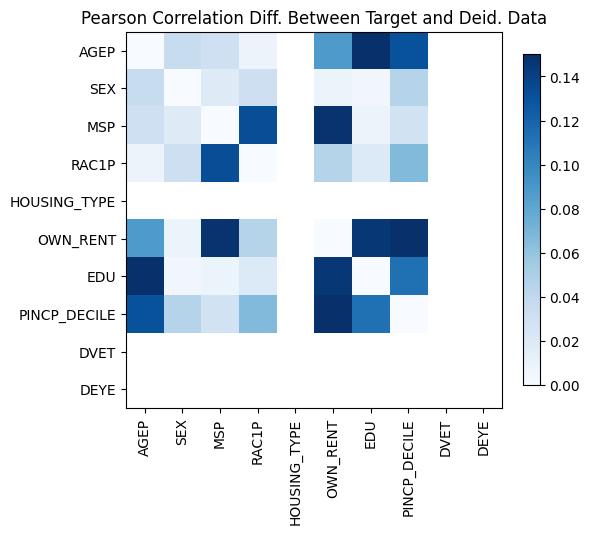 Pearson Correlation Diff. Between Target and Deid. Data
AGEP
SEX
MSP
RAC1P
HOUSING_TYPE
OWN_RENT
EDU
PINCP_DECILE
DVET
DEYE
AGEP
SEX
MSP
RAC1P
HOUSING_TYPE
OWN_RENT
EDU
PINCP_DECILE
DVET
DEYE
0.14
0.12
0.10
0.08
0.06
0.04
0.02
0.00